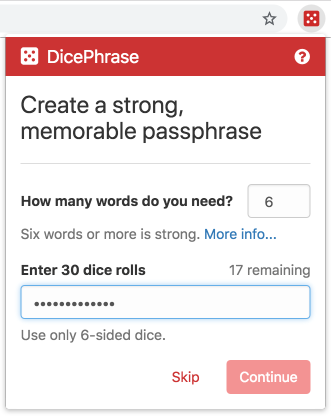 DicePhrase
?
Create a strong,
memorable passphrase
How many words do you need? 6
Six words or more is strong. More info...
Enter 30 dice rolls 17 remaining
•••••••••••••
Use only 6-sided dice.
Skip Continue